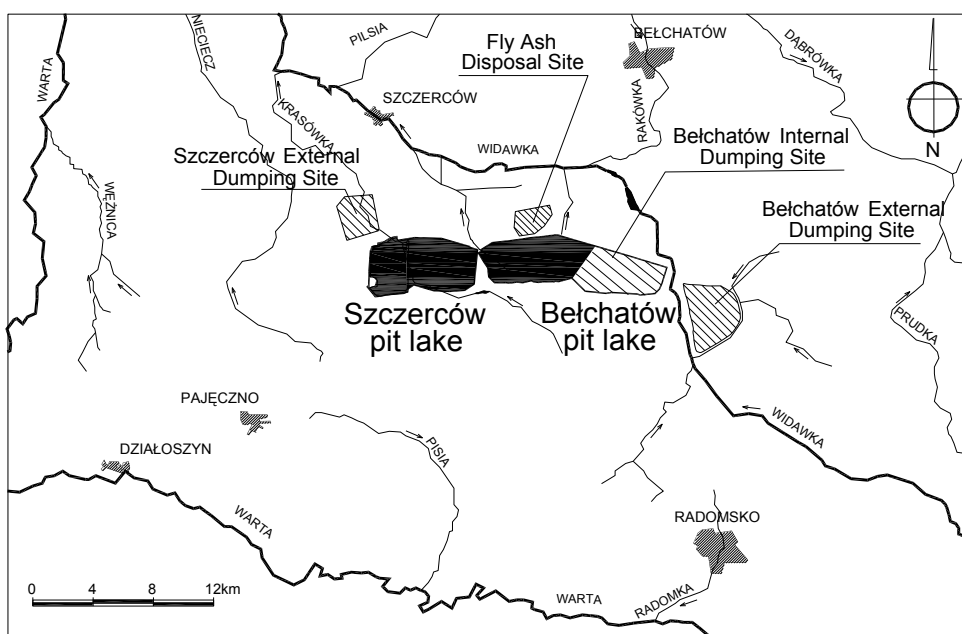 NIECIECZ
PILSIA
BEŁCHATÓW
DĄBRÓWKA
Fly Ash
Disposal Site
WARTA
SZCZERCÓW
KRASÓWKA
RAKÓWKA
N
WIDAWKA
Bełchatów Internal
Dumping Site
Szczerców External
Dumping Site
WĘŻNICA
Bełchatów External
Dumping Site
Szczerców
pit lake
Bełchatów
pit lake
PRUDKA
PAJĘCZNO
WIDAWKA
PISIA
DZIAŁOSZYN
WARTA
RADOMSKO
0 4 8 12km
WARTA
RADOMKA